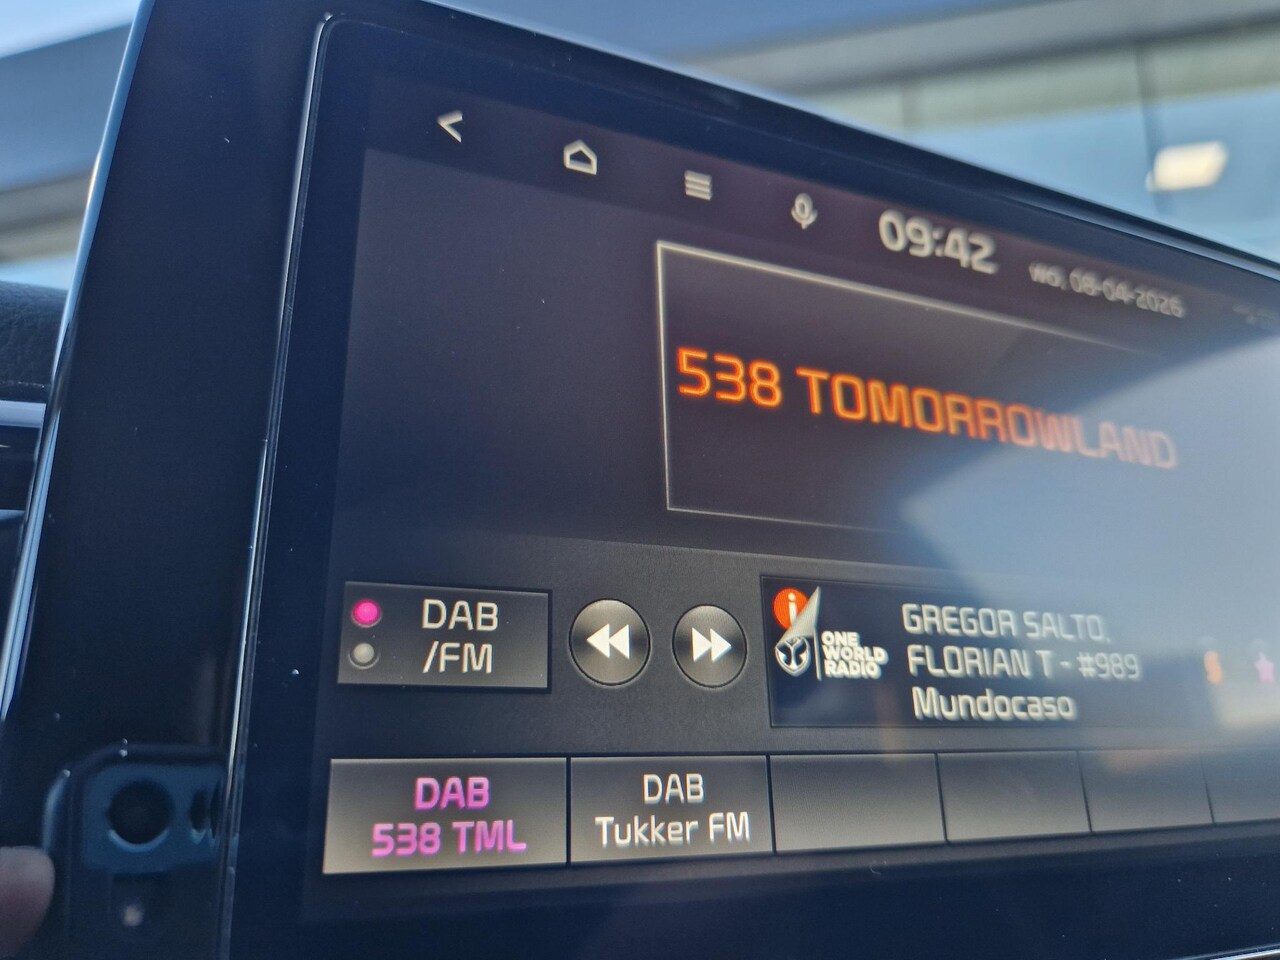 09:42
wo. 08-04-2026
538 TOMORROWLAND
DAB
/FM
i
ONE
WORLD
RADIO
GREGOR SALTO,
FLORIAN T - #989
Mundocaso
DAB
538 TML
DAB
Tukker FM